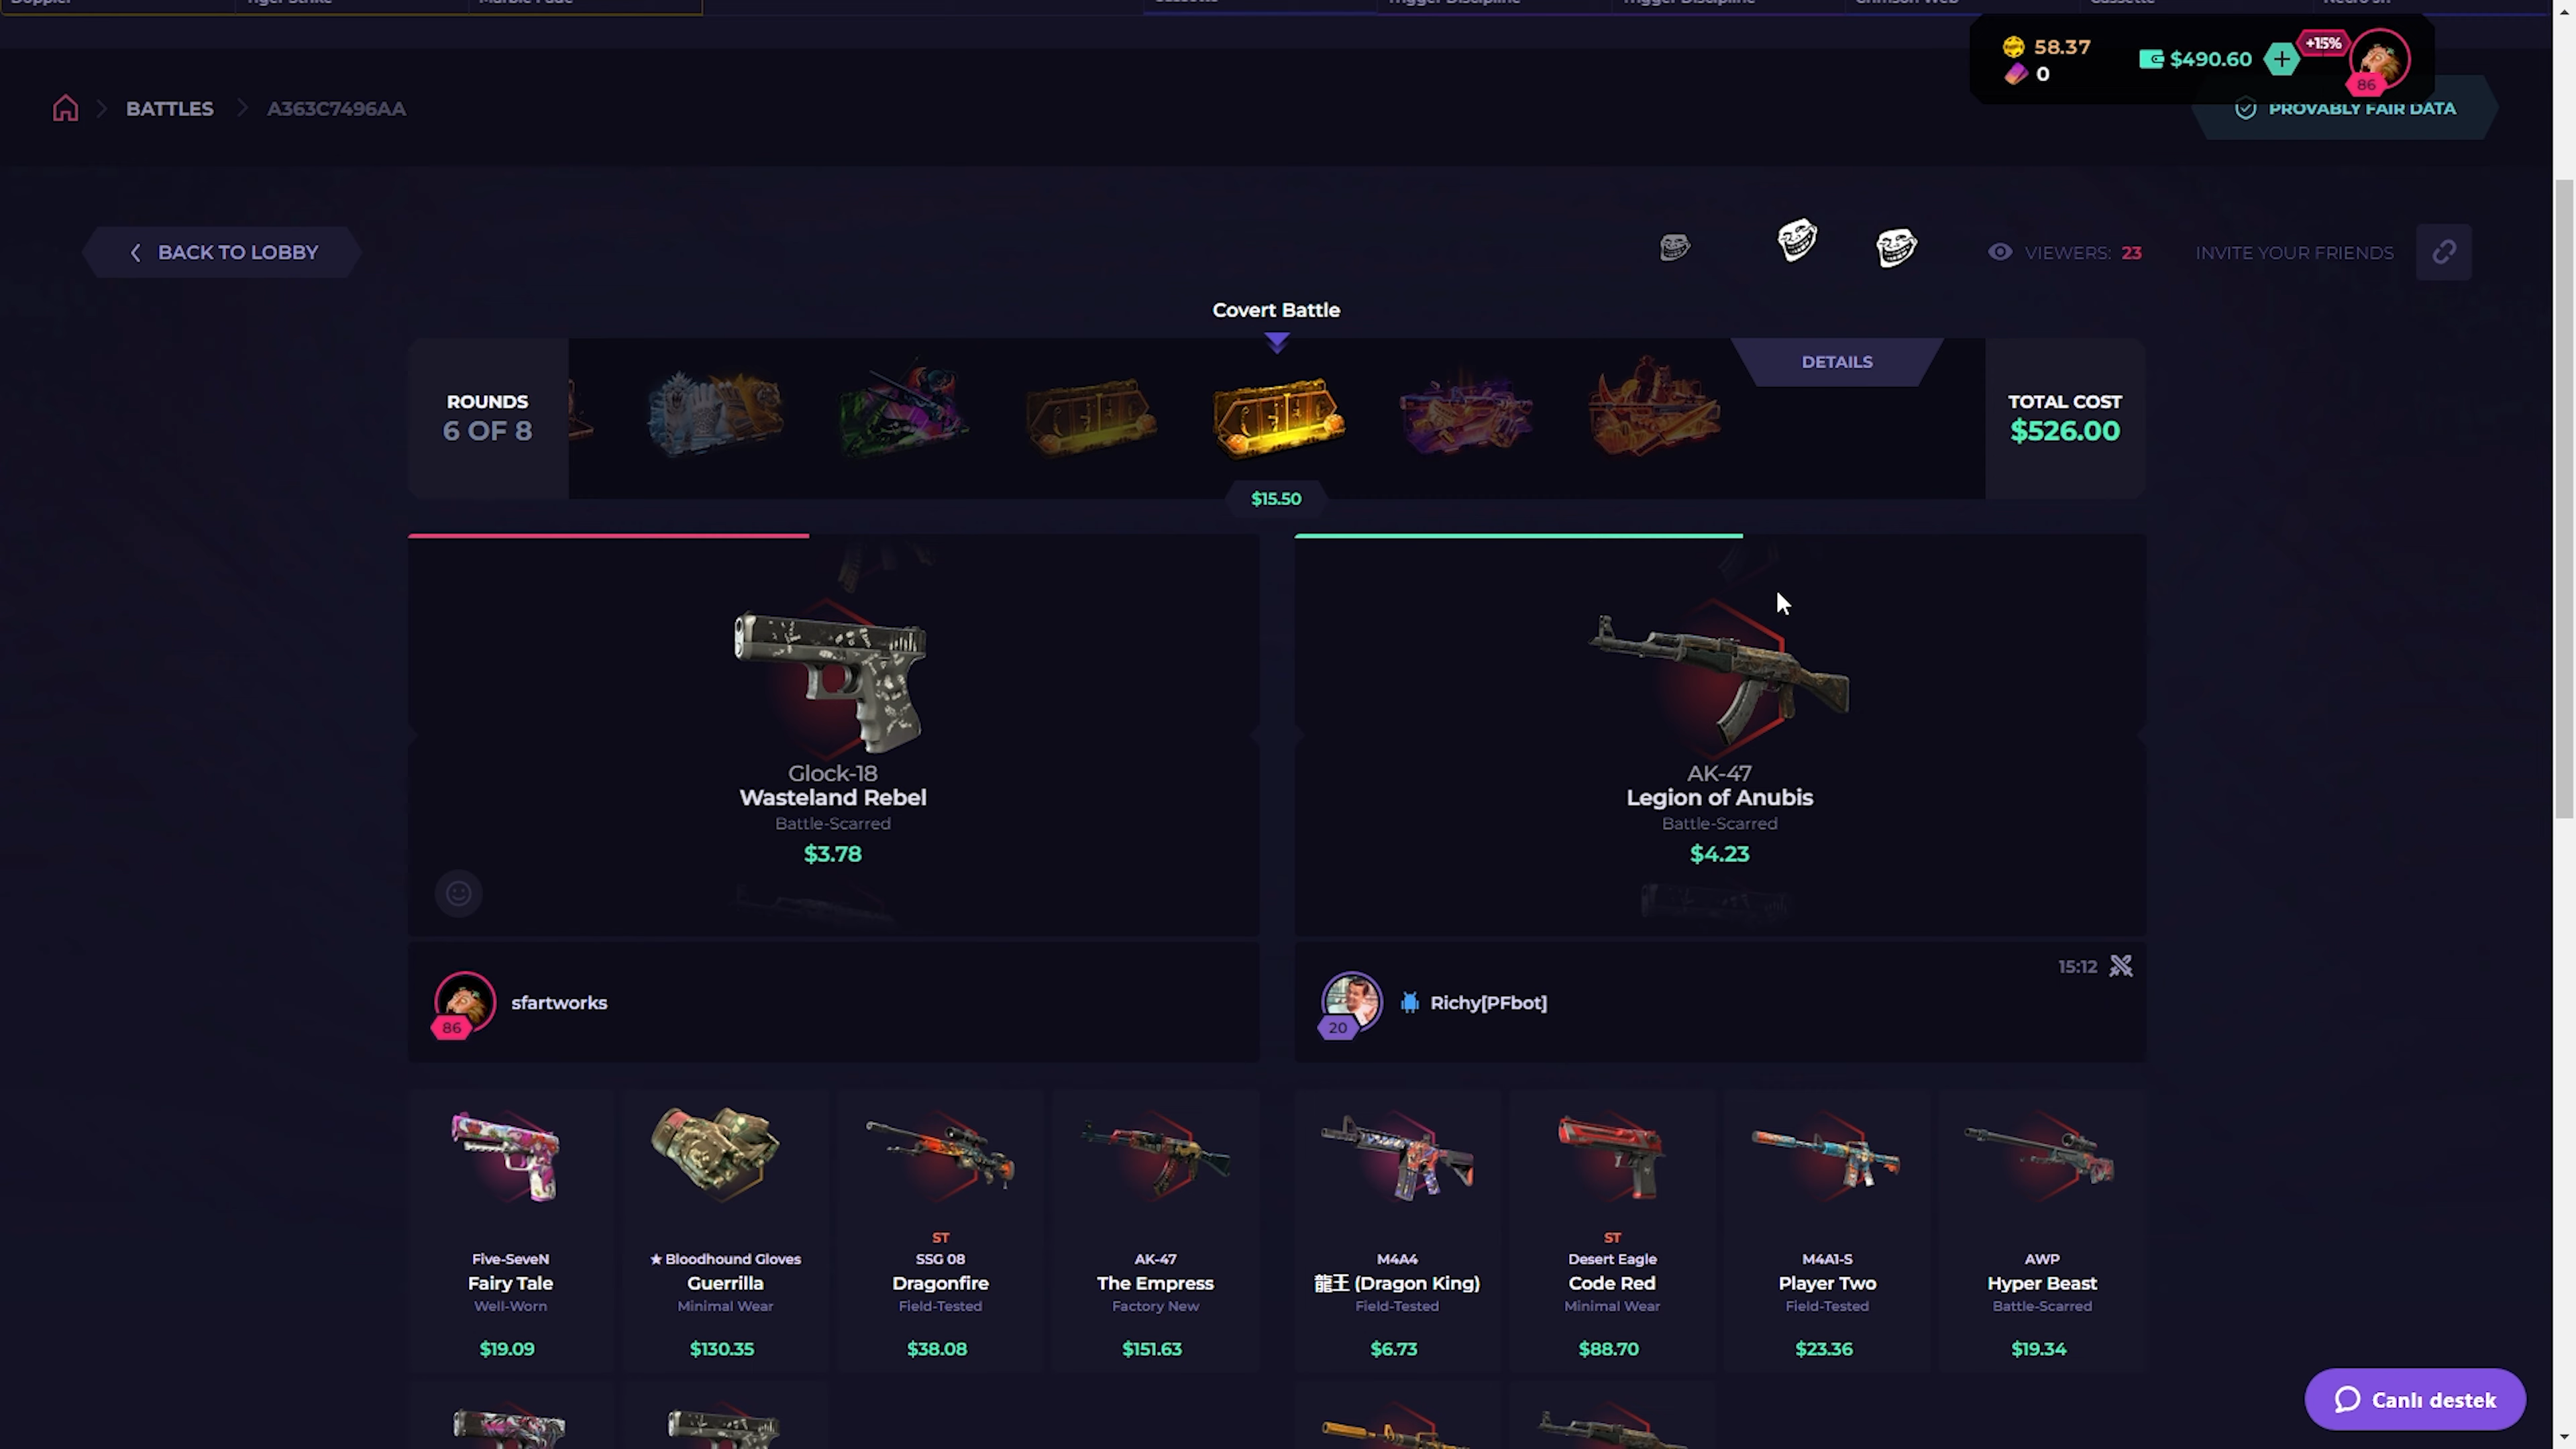 58.37
0
$490.60
+15%
86
BATTLES
A363C7496AA
PROVABLY FAIR DATA
BACK TO LOBBY
VIEWERS: 23
INVITE YOUR FRIENDS
Covert Battle
DETAILS
ROUNDS
6 OF 8
TOTAL COST
$526.00
$15.50
Glock-18
Wasteland Rebel
Battle-Scarred
$3.78
AK-47
Legion of Anubis
Battle-Scarred
$4.23
86
sfartworks
15:12
20
Richy[PFbot]
Five-SeveN
Fairy Tale
Well-Worn
$19.09
★ Bloodhound Gloves
Guerrilla
Minimal Wear
$130.35
ST
SSG 08
Dragonfire
Field-Tested
$38.08
AK-47
The Empress
Factory New
$151.63
M4A4
龍王 (Dragon King)
Field-Tested
$6.73
ST
Desert Eagle
Code Red
Minimal Wear
$88.70
M4A1-S
Player Two
Field-Tested
$23.36
AWP
Hyper Beast
Battle-Scarred
$19.34
Canlı destek